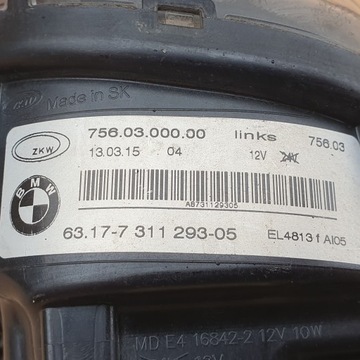 Made in SK
756.03.000.00 links 756.03
ZKW 13.03.15 04 12V
A8731129305
BMW
63.17-7 311 293-05 EL4813 f AI05
MD E4 16842-2 12V 10W
12V